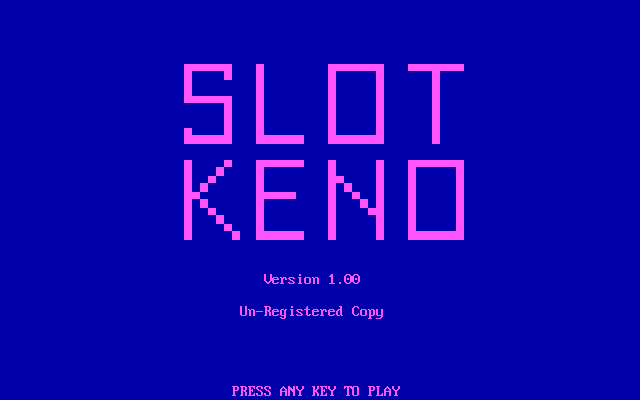 SLOT
KENO
Version 1.00
Un-Registered Copy
PRESS ANY KEY TO PLAY